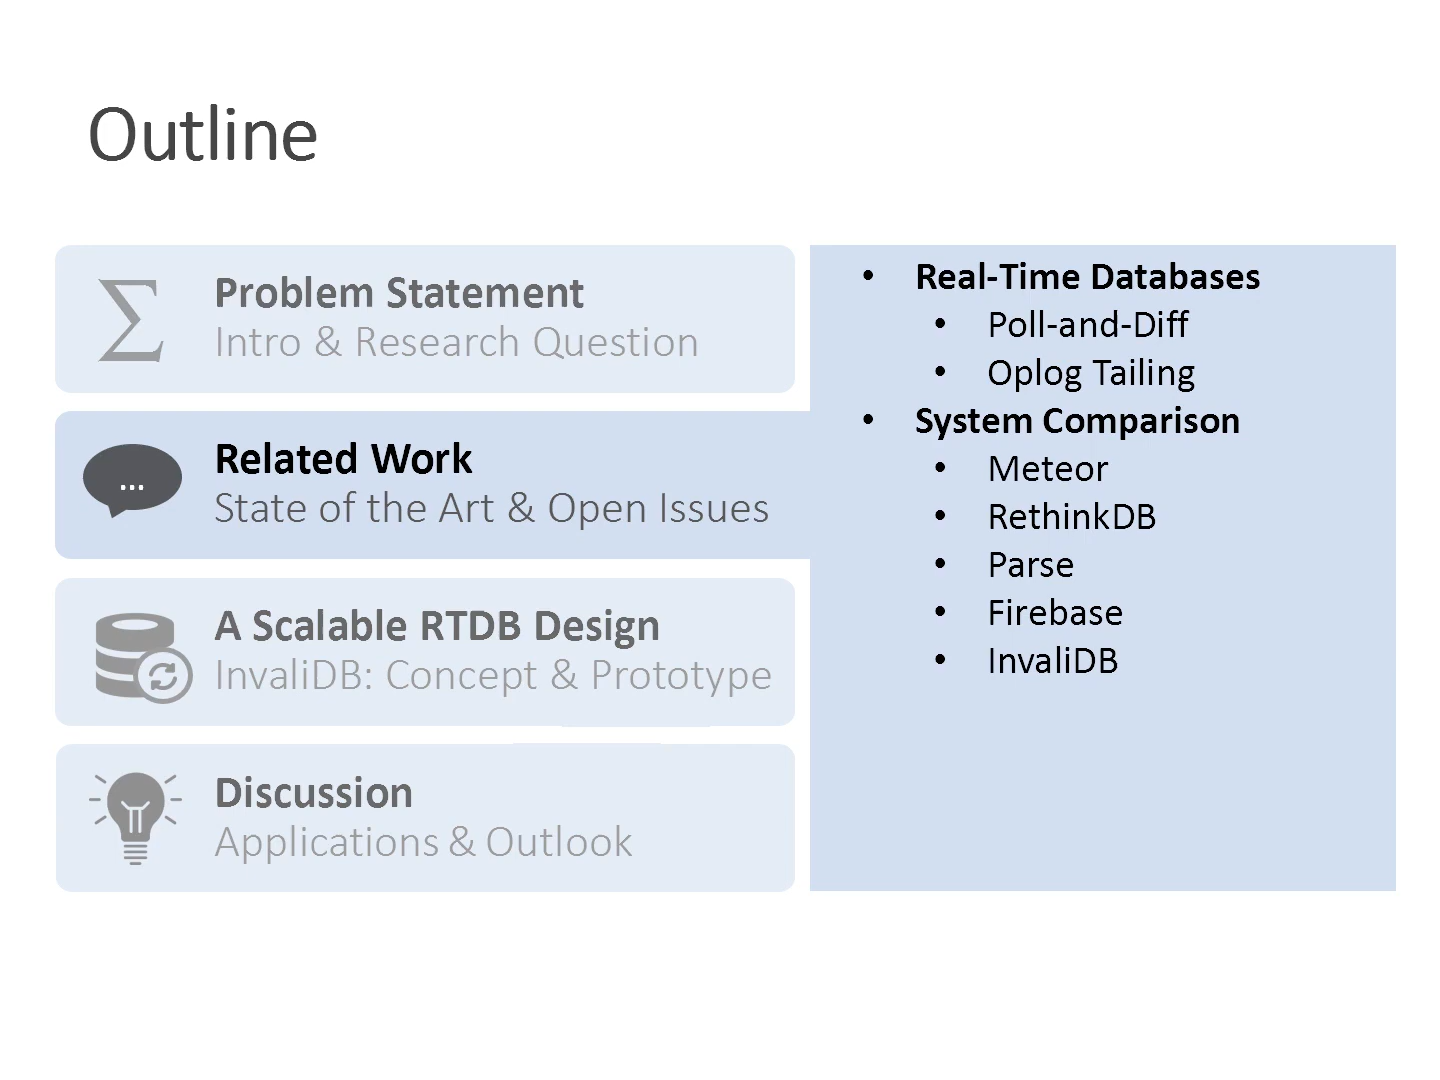 Outline
Σ
Problem Statement
Intro & Research Question
...
Related Work
State of the Art & Open Issues
A Scalable RTDB Design
InvaliDB: Concept & Prototype
Discussion
Applications & Outlook
• Real-Time Databases
• Poll-and-Diff
• Oplog Tailing
• System Comparison
• Meteor
• RethinkDB
• Parse
• Firebase
• InvaliDB